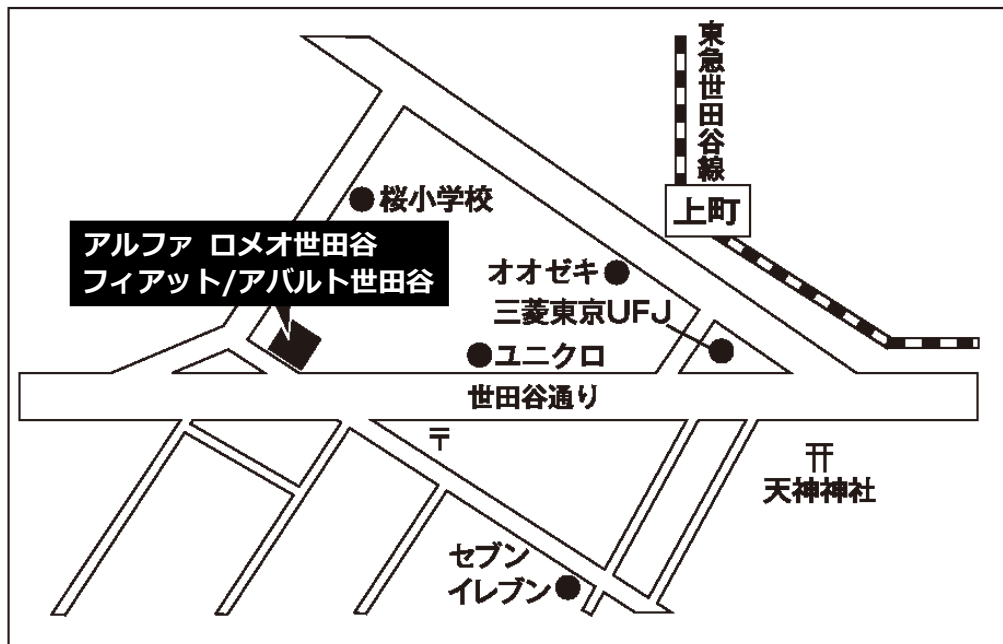 東急世田谷線
上町
桜小学校
アルファ ロメオ世田谷
フィアット/アバルト世田谷
オオゼキ
三菱東京UFJ
ユニクロ
世田谷通り
〒
天神神社
セブン
イレブン